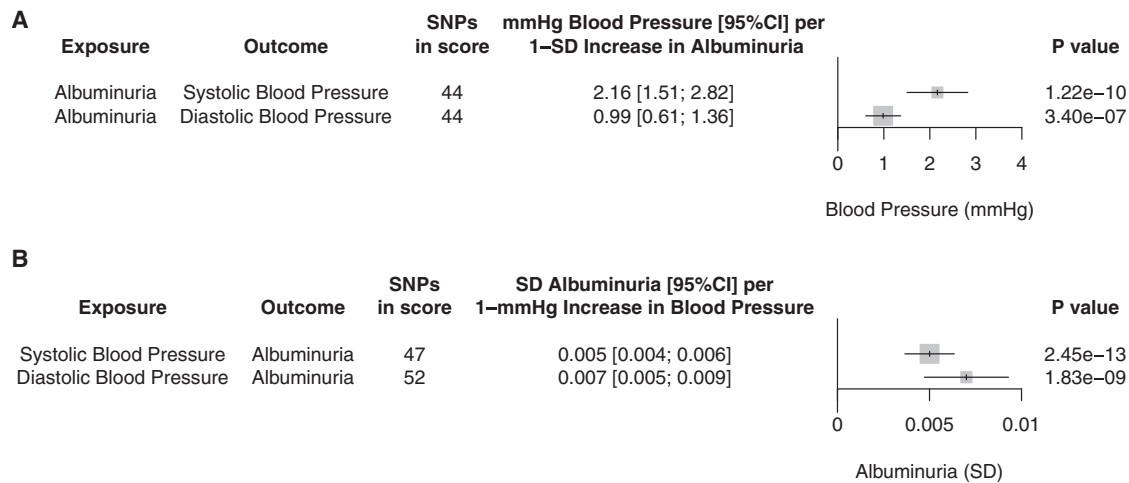 A
SNPs mmHg Blood Pressure [95%CI] per
Exposure Outcome in score 1–SD Increase in Albuminuria P value
Albuminuria Systolic Blood Pressure 44 2.16 [1.51; 2.82] 1.22e−10
Albuminuria Diastolic Blood Pressure 44 0.99 [0.61; 1.36] 3.40e−07
0 1 2 3 4
Blood Pressure (mmHg)
B
SNPs SD Albuminuria [95%CI] per
Exposure Outcome in score 1–mmHg Increase in Blood Pressure P value
Systolic Blood Pressure Albuminuria 47 0.005 [0.004; 0.006] 2.45e−13
Diastolic Blood Pressure Albuminuria 52 0.007 [0.005; 0.009] 1.83e−09
0 0.005 0.01
Albuminuria (SD)